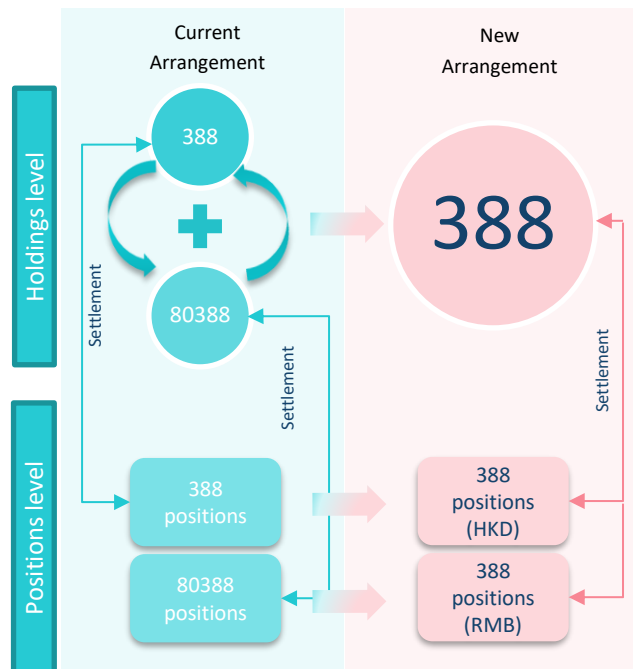 Current
Arrangement
New
Arrangement
Holdings level
388
80388
Settlement
Settlement
388
Settlement
Positions level
388
positions
80388
positions
388
positions
(HKD)
388
positions
(RMB)